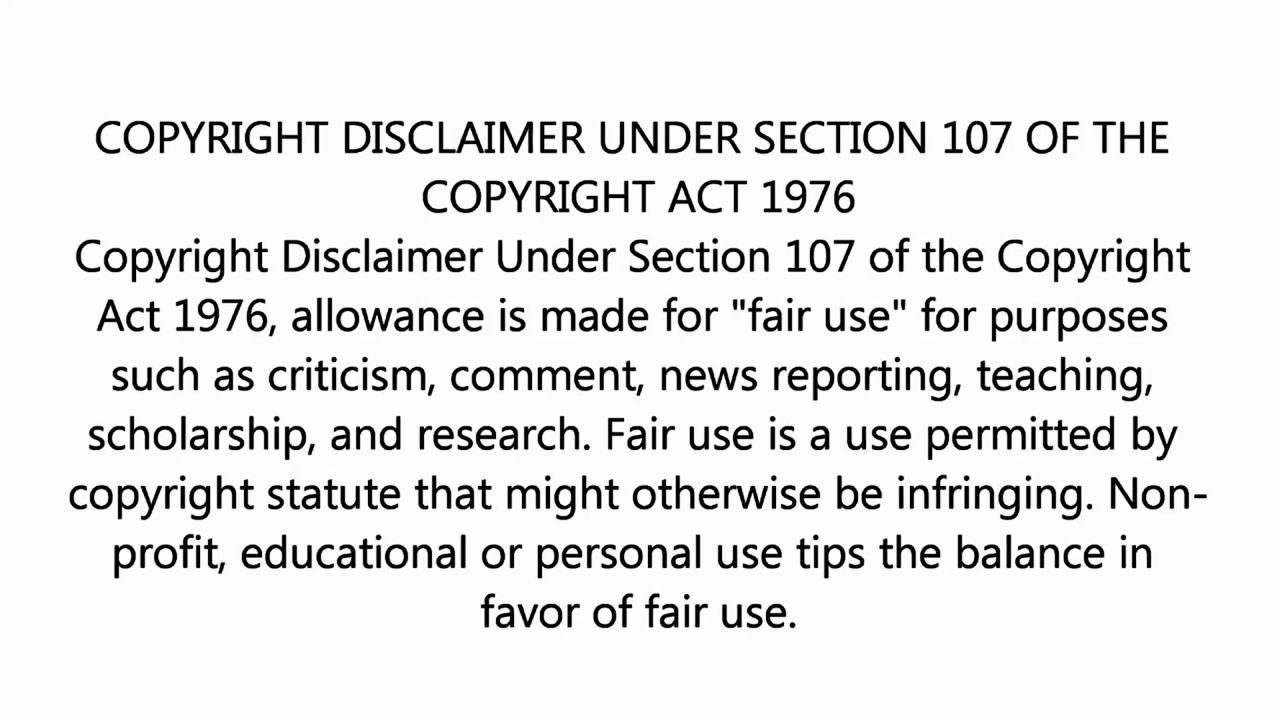 COPYRIGHT DISCLAIMER UNDER SECTION 107 OF THE
COPYRIGHT ACT 1976
Copyright Disclaimer Under Section 107 of the Copyright
Act 1976, allowance is made for "fair use" for purposes
such as criticism, comment, news reporting, teaching,
scholarship, and research. Fair use is a use permitted by
copyright statute that might otherwise be infringing. Non-
profit, educational or personal use tips the balance in
favor of fair use.